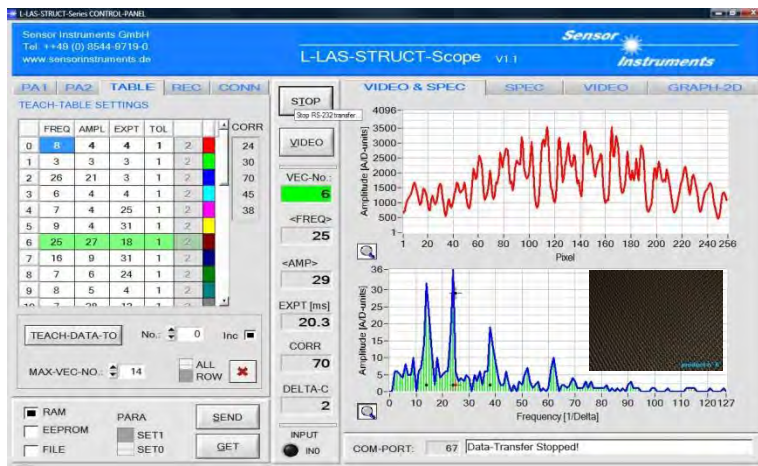 L-LAS-STRUCT-Series CONTROL-PANEL
Sensor Instruments GmbH
Tel. ++49 (0) 8544-9719-0
www.sensorinstruments.de
L-LAS-STRUCT-Scope V1.1
Sensor
Instruments
PA1 PA2 TABLE REC CONN
TEACH-TABLE SETTINGS
FREQ AMPL EXPT TOL CORR
0 8 4 4 1 2 24
1 3 3 3 1 2 30
2 26 21 3 1 2 70
3 6 4 4 1 2 45
4 7 4 25 1 2 38
5 9 4 31 1 2
6 25 27 18 1 2
7 16 9 31 1 2
8 7 6 24 1 2
9 8 5 4 1 2
10 7 28 12 1 2
TEACH-DATA-TO No.: 0 Inc
MAX-VEC-NO.: 14 ALL
ROW
RAM
EEPROM
FILE
PARA
SET1
SET0
SEND
GET
STOP
Stop RS-232 transfer
VIDEO
VEC-No.:
6
<FREQ>
25
<AMP>
29
EXPT [ms]
20.3
CORR
70
DELTA-C
2
INPUT
IN0
VIDEO & SPEC SPEC VIDEO GRAPH-2D
Amplitude [A/D-units]
4096
3500
3000
2500
2000
1500
1000
500
1
1 20 40 60 80 100 120 140 160 180 200 220 240 256
Pixel
Amplitude [A/D-units]
36
30
25
20
15
10
5
0
0 10 20 30 40 50 60 70 80 90 100 110 120 127
Frequency [1/Delta]
product n° 6
COM-PORT: 67 Data-Transfer Stopped!